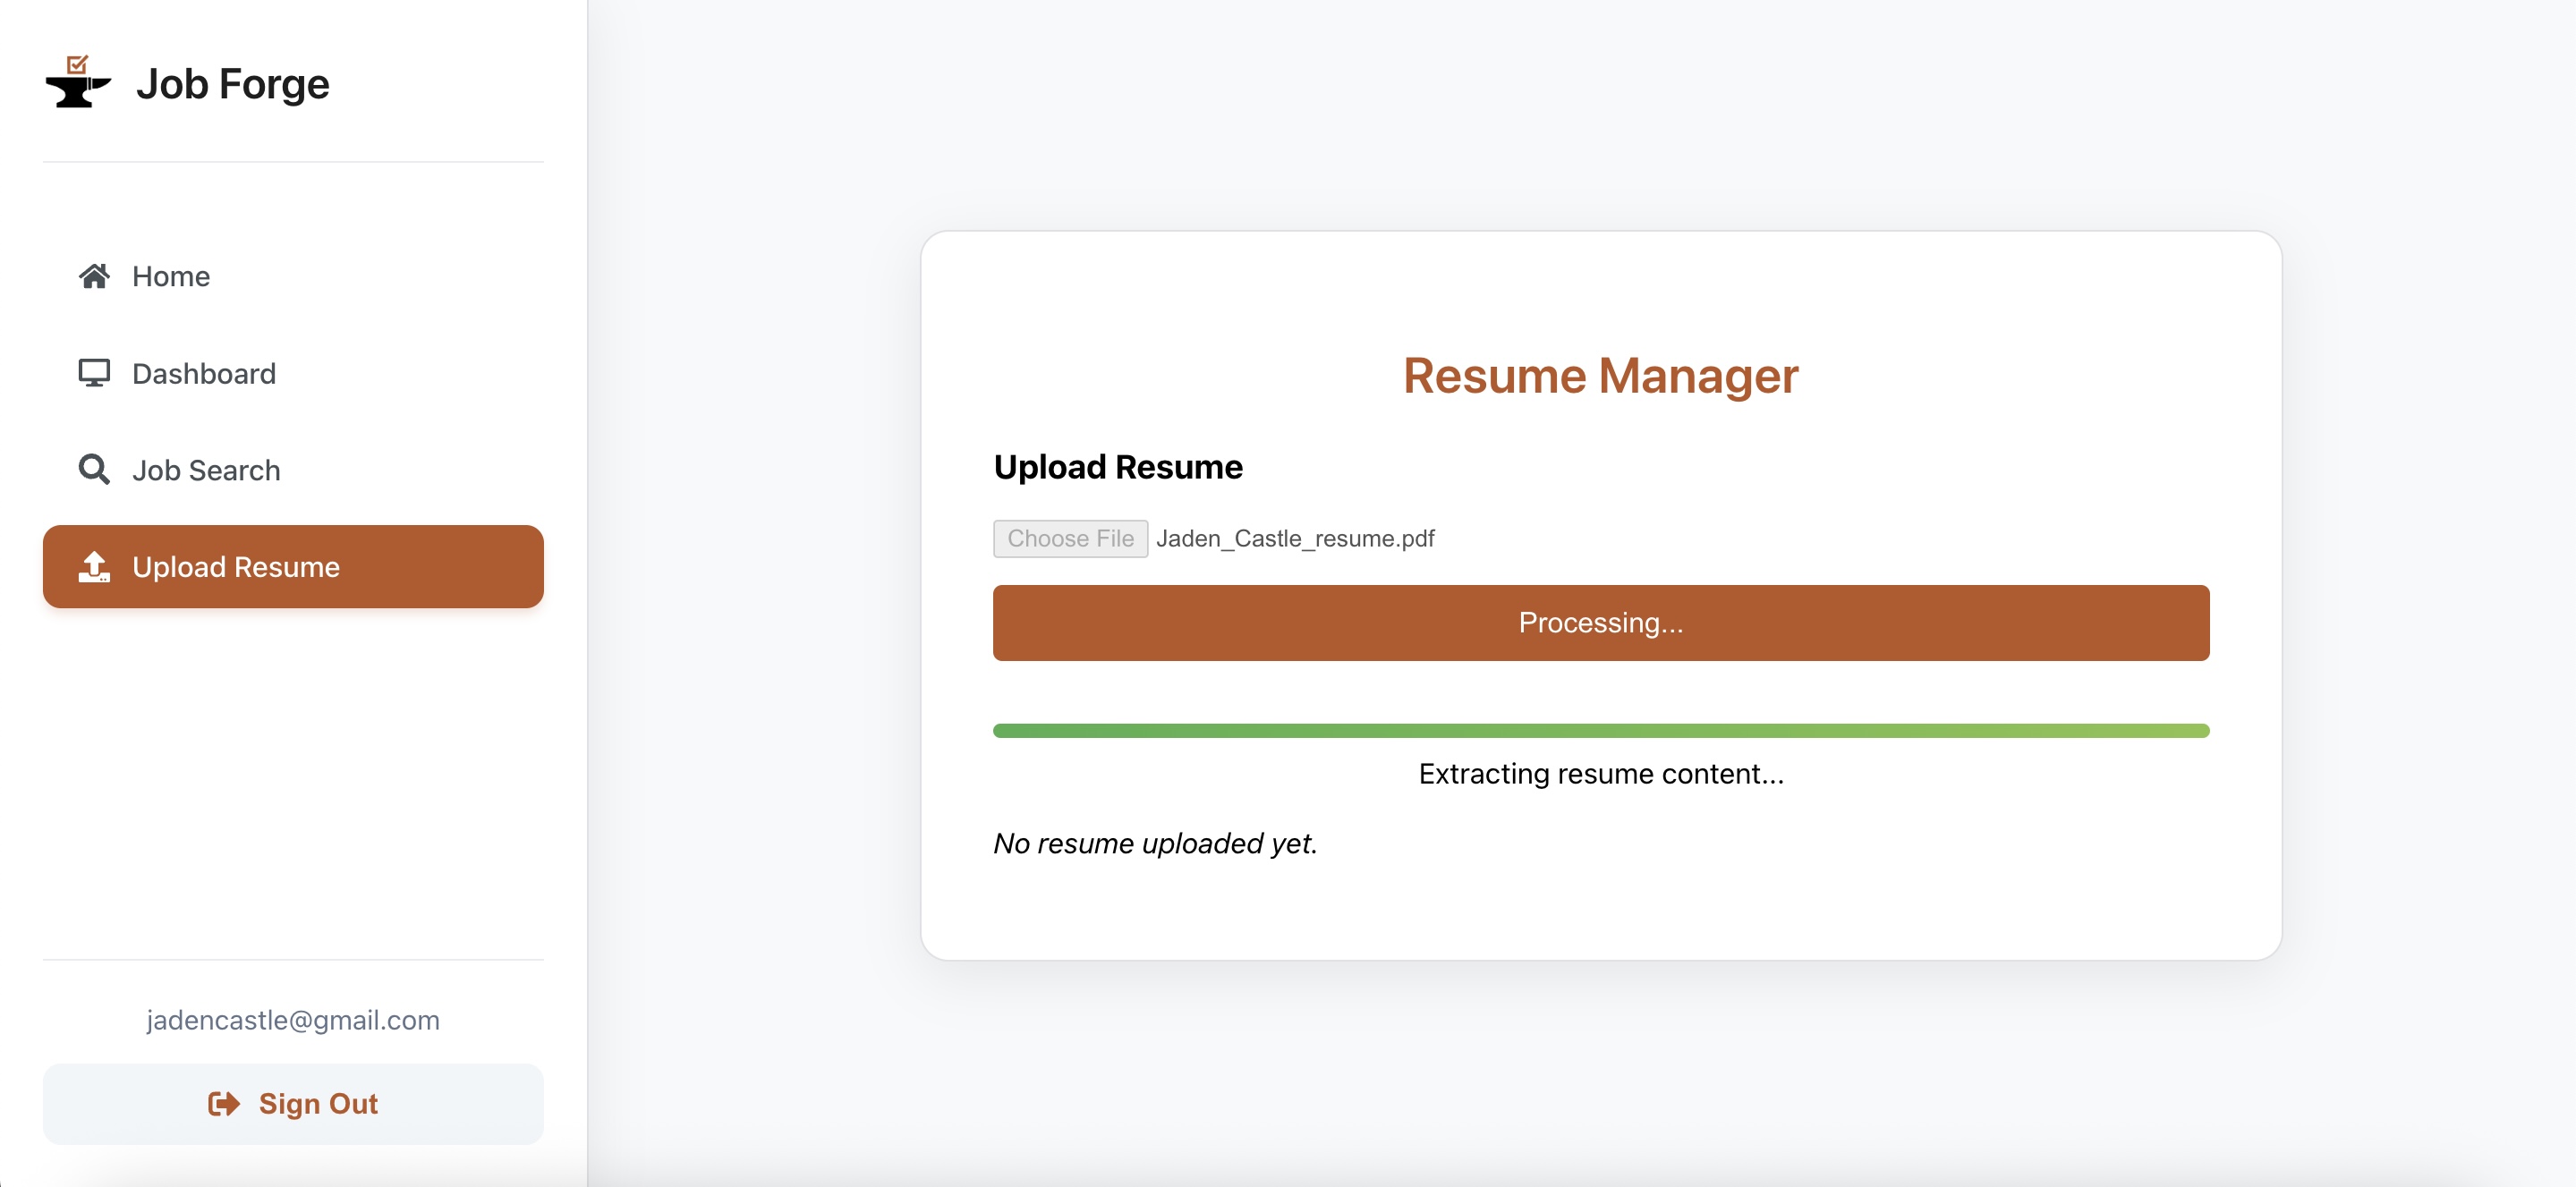 Job Forge
Home
Dashboard
Job Search
Upload Resume
jadencastle@gmail.com
Sign Out
Resume Manager
Upload Resume
Choose File Jaden_Castle_resume.pdf
Processing...
Extracting resume content...
No resume uploaded yet.